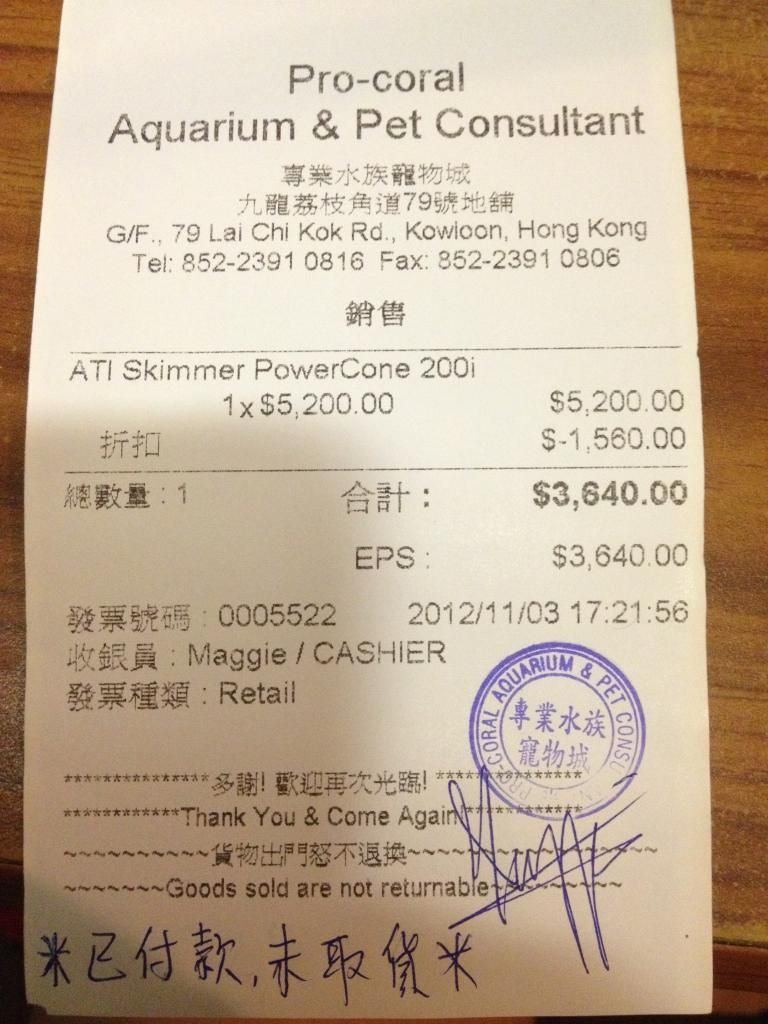 Pro-coral
Aquarium & Pet Consultant
專業水族寵物城
九龍荔枝角道79號地舖
G/F., 79 Lai Chi Kok Rd., Kowloon, Hong Kong
Tel: 852-2391 0816 Fax: 852-2391 0806
銷售
ATI Skimmer PowerCone 200i
1x$5,200.00 $5,200.00
折扣 $-1,560.00
總數量:1 合計: $3,640.00
EPS: $3,640.00
發票號碼:0005522 2012/11/03 17:21:56
收銀員:Maggie / CASHIER
發票種類:Retail
PRO-CORAL AQUARIUM & PET CONSU
專業水族
寵物城
***************多謝! 歡迎再次光臨!***************
************Thank You & Come Again!************
~~~~~~~~~~貨物出門怒不退換~~~~~~~~~~
~~~~~~~Goods sold are not returnable~~~~~~~
米已付款,未取貨米